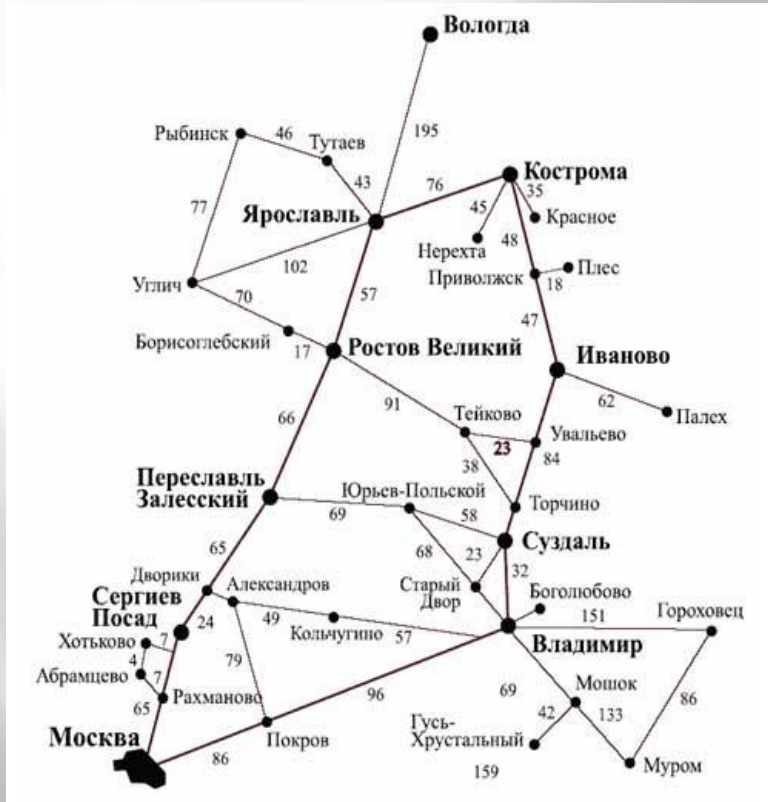 Вологда
195
Рыбинск
46
Тутаев
43
77
76
Кострома
35
45
Красное
Ярославль
48
Нерехта
Плес
Приволжск
18
102
Углич
70
57
47
Борисоглебский
17
Ростов Великий
Иваново
62
Палех
91
Тейково
Увальево
23
84
66
38
Переславль
Залесский
Юрьев-Польской
Торчино
69
58
Суздаль
65
68
23
32
Дворики
Александров
Старый
Двор
Боголюбово
151
Гороховец
Сергиев
Посад
24
49
Кольчугино
57
Владимир
Хотьково
7
4
Абрамцево
7
79
69
Мошок
86
Рахманово
65
96
Гусь-
Хрустальный
42
133
Москва
Покров
86
159
Муром